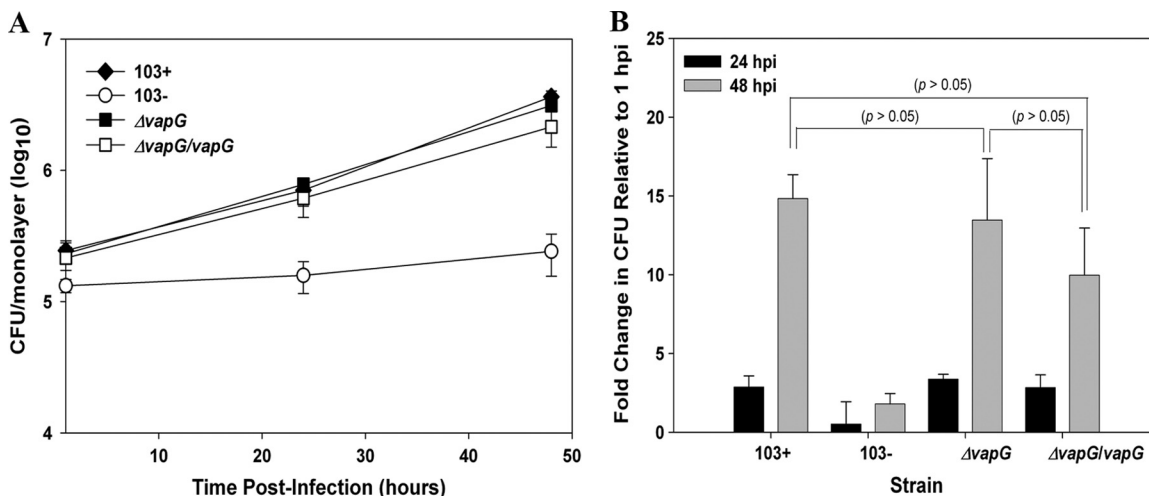 A
7
6
5
4
CFU/monolayer (log10)
103+
103-
ΔvapG
ΔvapG/vapG
10
20
30
40
50
Time Post-Infection (hours)
B
25
20
15
10
5
0
Fold Change in CFU Relative to 1 hpi
24 hpi
48 hpi
(p > 0.05)
(p > 0.05)
(p > 0.05)
103+
103-
ΔvapG
ΔvapG/vapG
Strain